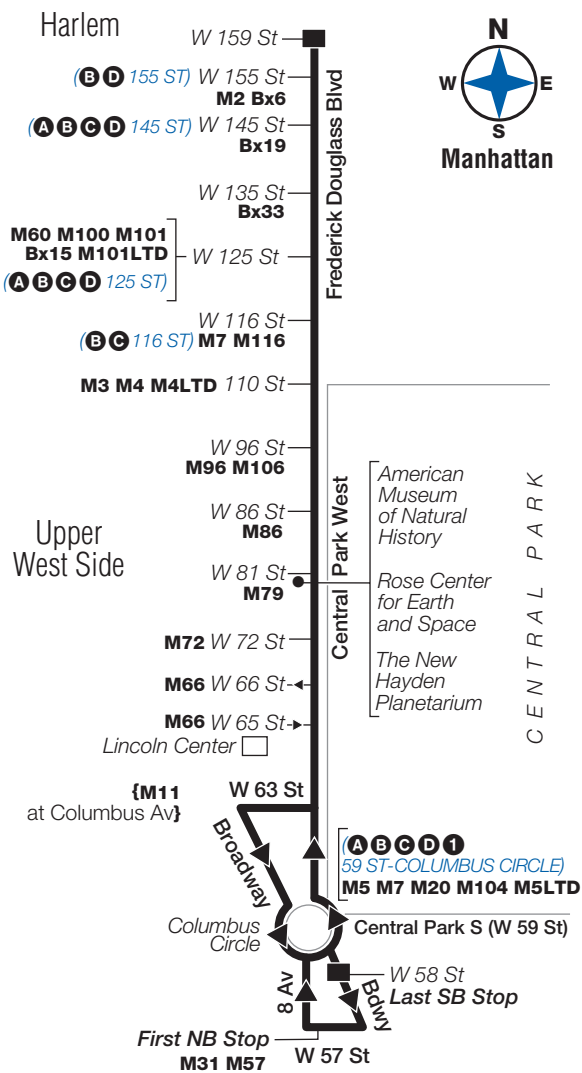 Harlem
W 159 St
N
W E
S
Manhattan
(B D 155 ST) W 155 St
M2 Bx6
(A B C D 145 ST) W 145 St
Bx19
W 135 St
Bx33
Frederick Douglass Blvd
M60 M100 M101
Bx15 M101LTD
(A B C D 125 ST)
W 125 St
W 116 St
(B C 116 ST) M7 M116
M3 M4 M4LTD 110 St
W 96 St
M96 M106
W 86 St
M86
Upper
West Side
W 81 St
M79
Central Park West
American
Museum
of Natural
History
Rose Center
for Earth
and Space
The New
Hayden
Planetarium
CENTRAL PARK
M72 W 72 St
M66 W 66 St
M66 W 65 St
Lincoln Center
{M11
at Columbus Av}
W 63 St
Broadway
(A B C D 1
59 ST-COLUMBUS CIRCLE)
M5 M7 M20 M104 M5LTD
Columbus
Circle
Central Park S (W 59 St)
W 58 St
Last SB Stop
8 Av
Bdwy
First NB Stop
M31 M57
W 57 St